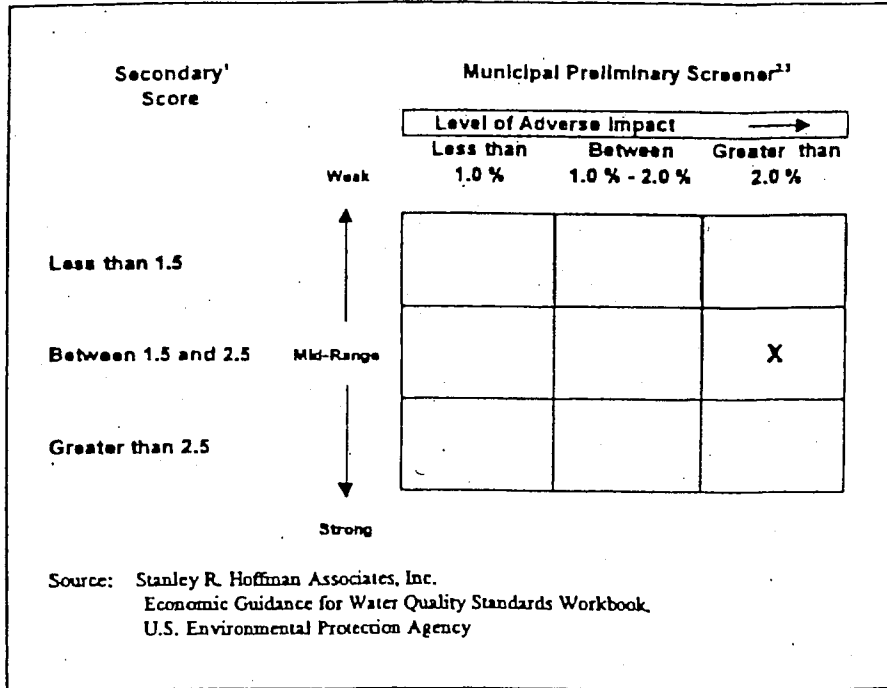 Secondary¹
Score
Municipal Preliminary Screener²³
Level of Adverse Impact
Weak
Less than
1.0 %
Between
1.0 % - 2.0 %
Greater than
2.0 %
Less than 1.5
Between 1.5 and 2.5
Mid-Range
X
Greater than 2.5
Strong
Source: Stanley R. Hoffman Associates, Inc.
Economic Guidance for Water Quality Standards Workbook,
U.S. Environmental Protection Agency